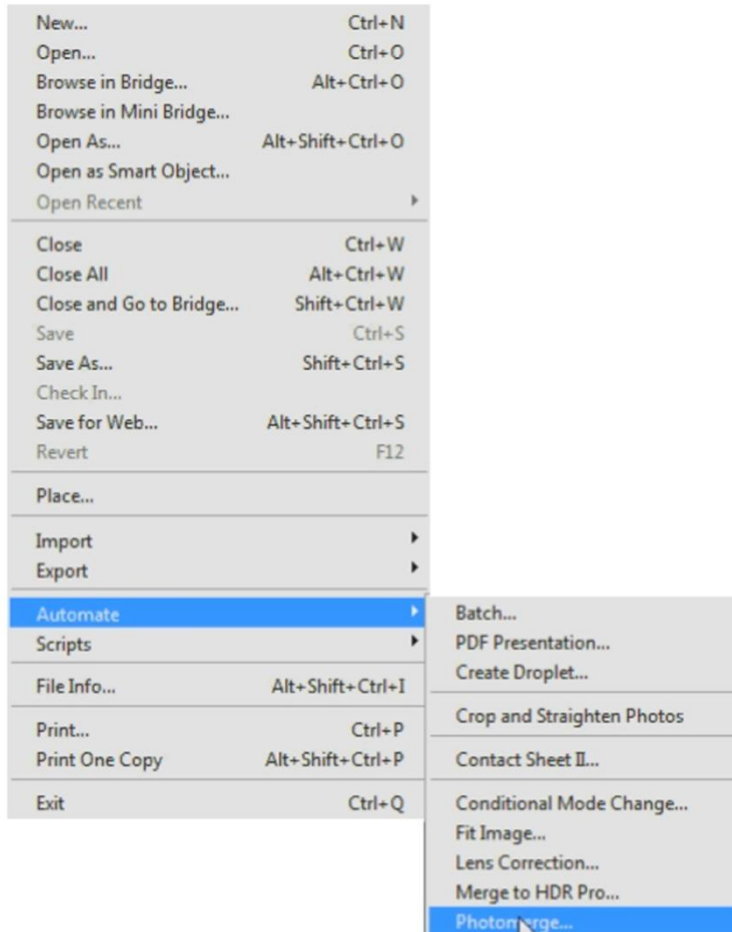 New... Ctrl+N
Open... Ctrl+O
Browse in Bridge... Alt+Ctrl+O
Browse in Mini Bridge...
Open As... Alt+Shift+Ctrl+O
Open as Smart Object...
Open Recent
Close Ctrl+W
Close All Alt+Ctrl+W
Close and Go to Bridge... Shift+Ctrl+W
Save Ctrl+S
Save As... Shift+Ctrl+S
Check In...
Save for Web... Alt+Shift+Ctrl+S
Revert F12
Place...
Import
Export
Automate
Scripts
File Info... Alt+Shift+Ctrl+I
Print... Ctrl+P
Print One Copy Alt+Shift+Ctrl+P
Exit Ctrl+Q
Batch...
PDF Presentation...
Create Droplet...
Crop and Straighten Photos
Contact Sheet II...
Conditional Mode Change...
Fit Image...
Lens Correction...
Merge to HDR Pro...
Photomerge...